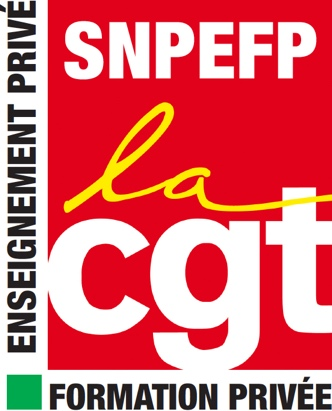 ENSEIGNEMENT PRIVÉ
SNPEFP
la
cgt
FORMATION PRIVÉE